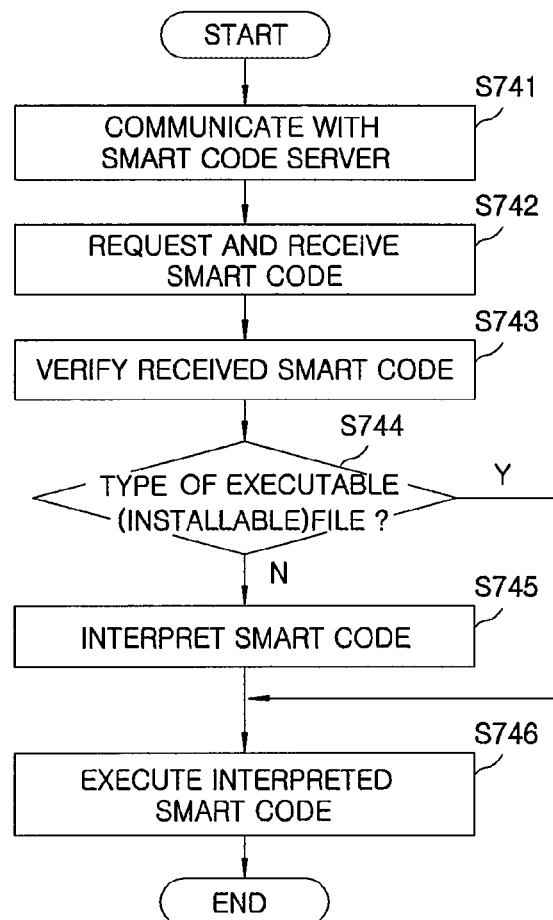 START
S741
COMMUNICATE WITH
SMART CODE SERVER
S742
REQUEST AND RECEIVE
SMART CODE
S743
VERIFY RECEIVED SMART CODE
S744
TYPE OF EXECUTABLE
(INSTALLABLE)FILE ?
Y
N
S745
INTERPRET SMART CODE
S746
EXECUTE INTERPRETED
SMART CODE
END